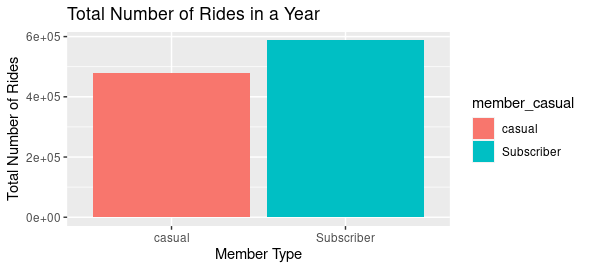 Total Number of Rides in a Year
Total Number of Rides
6e+05
4e+05
2e+05
0e+00
casual
Subscriber
Member Type
member_casual
casual
Subscriber